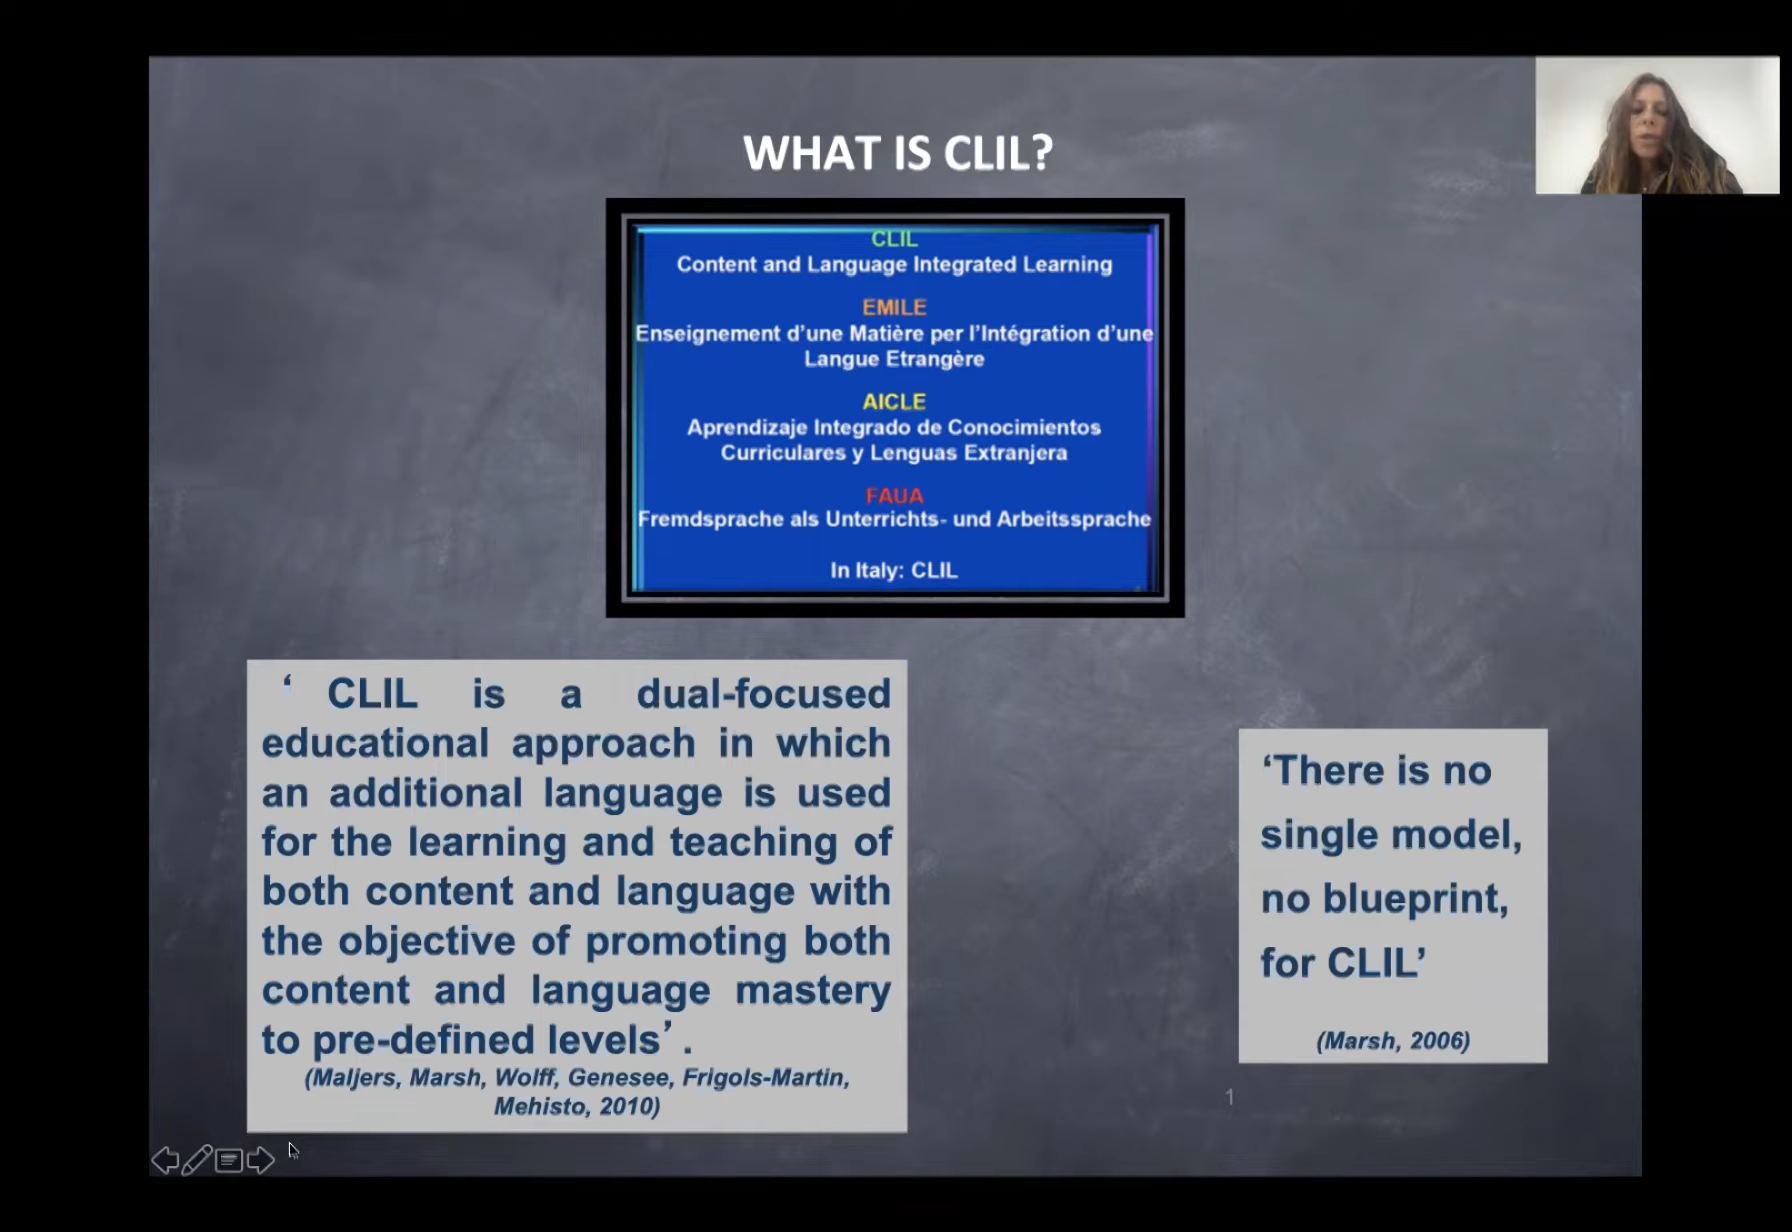 WHAT IS CLIL?
CLIL
Content and Language Integrated Learning
EMILE
Enseignement d’une Matière per l’Intégration d’une
Langue Etrangère
AICLE
Aprendizaje Integrado de Conocimientos
Curriculares y Lenguas Extranjera
FAUA
Fremdsprache als Unterrichts- und Arbeitssprache
In Italy: CLIL
‘ CLIL is a dual-focused
educational approach in which
an additional language is used
for the learning and teaching of
both content and language with
the objective of promoting both
content and language mastery
to pre-defined levels’ .
(Maljers, Marsh, Wolff, Genesee, Frigols-Martin,
Mehisto, 2010)
‘There is no
single model,
no blueprint,
for CLIL’
(Marsh, 2006)
1